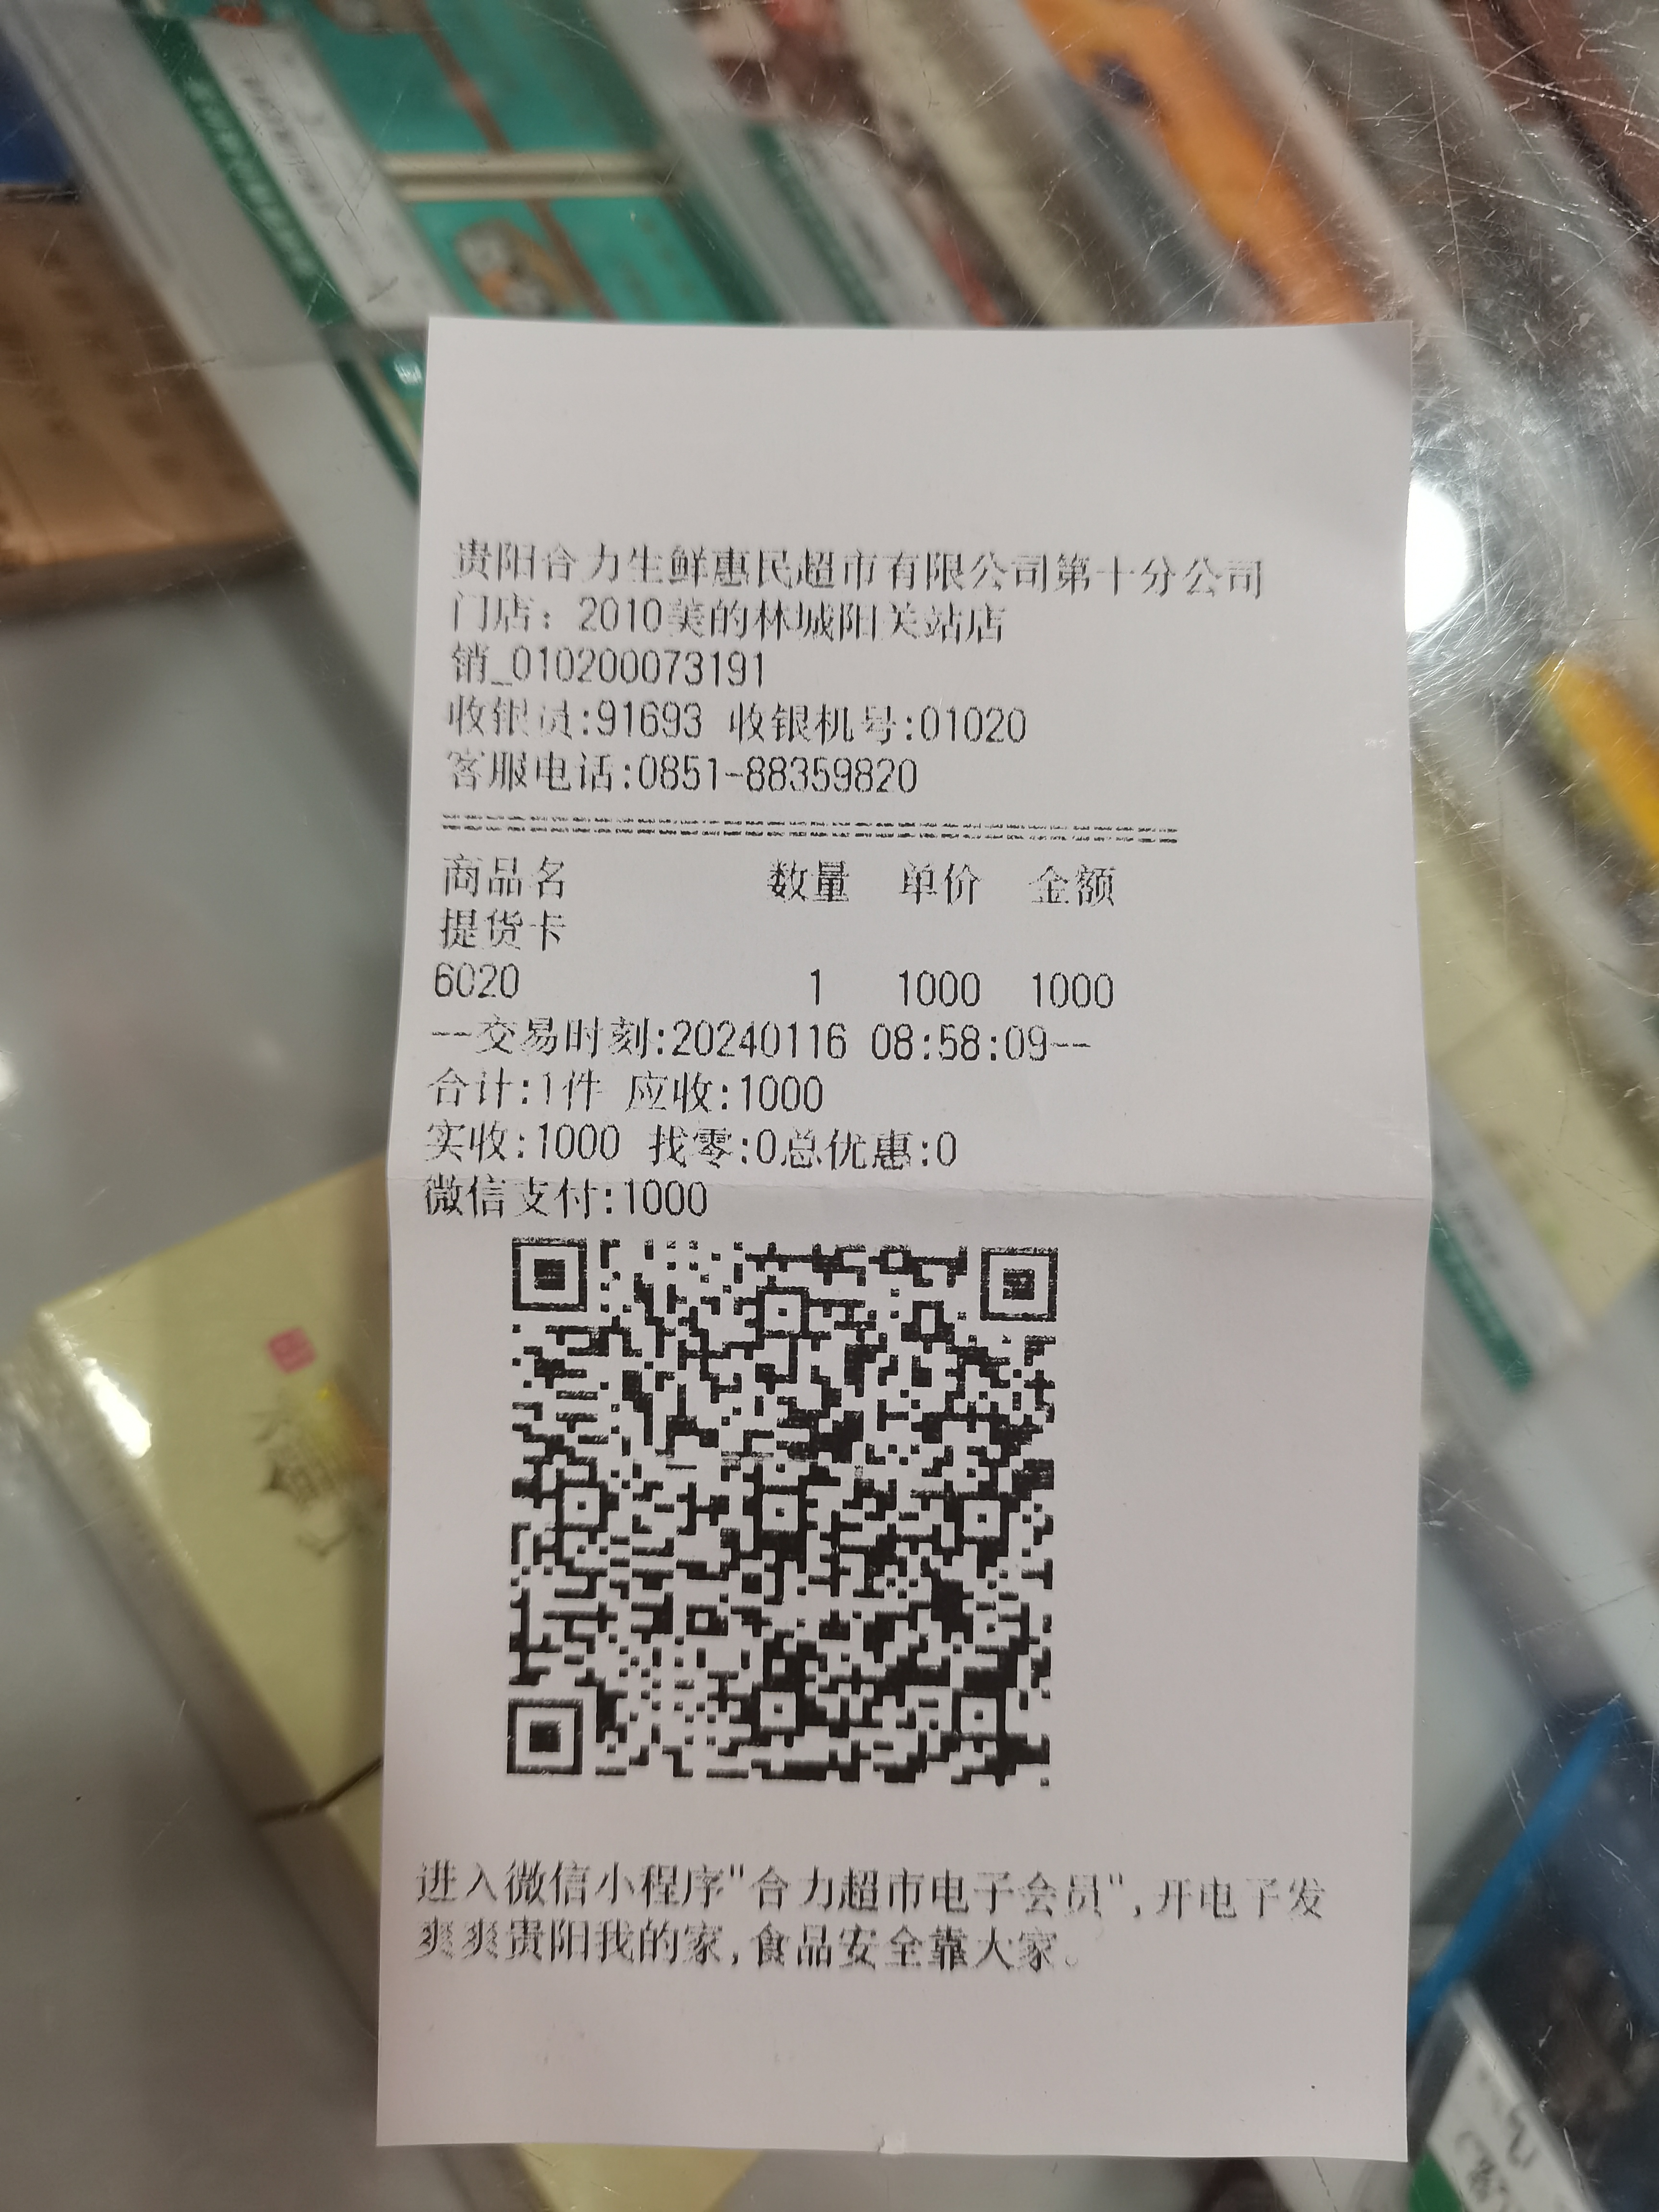 贵阳合力生鲜惠民超市有限公司第十分公司
门店：2010美的林城阳关站店
销_010200073191
收银员:91693 收银机号:01020
客服电话:0851-88359820
商品名 数量 单价 金额
提货卡
6020 1 1000 1000
--交易时刻:20240116 08:58:09--
合计:1件 应收:1000
实收:1000 找零:0总优惠:0
微信支付:1000
进入微信小程序"合力超市电子会员",开电子发
爽爽贵阳我的家,食品安全靠大家。